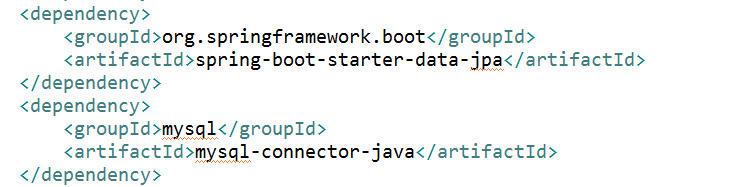 <dependency>
    <groupId>org.springframework.boot</groupId>
    <artifactId>spring-boot-starter-data-jpa</artifactId>
</dependency>
<dependency>
    <groupId>mysql</groupId>
    <artifactId>mysql-connector-java</artifactId>
</dependency>